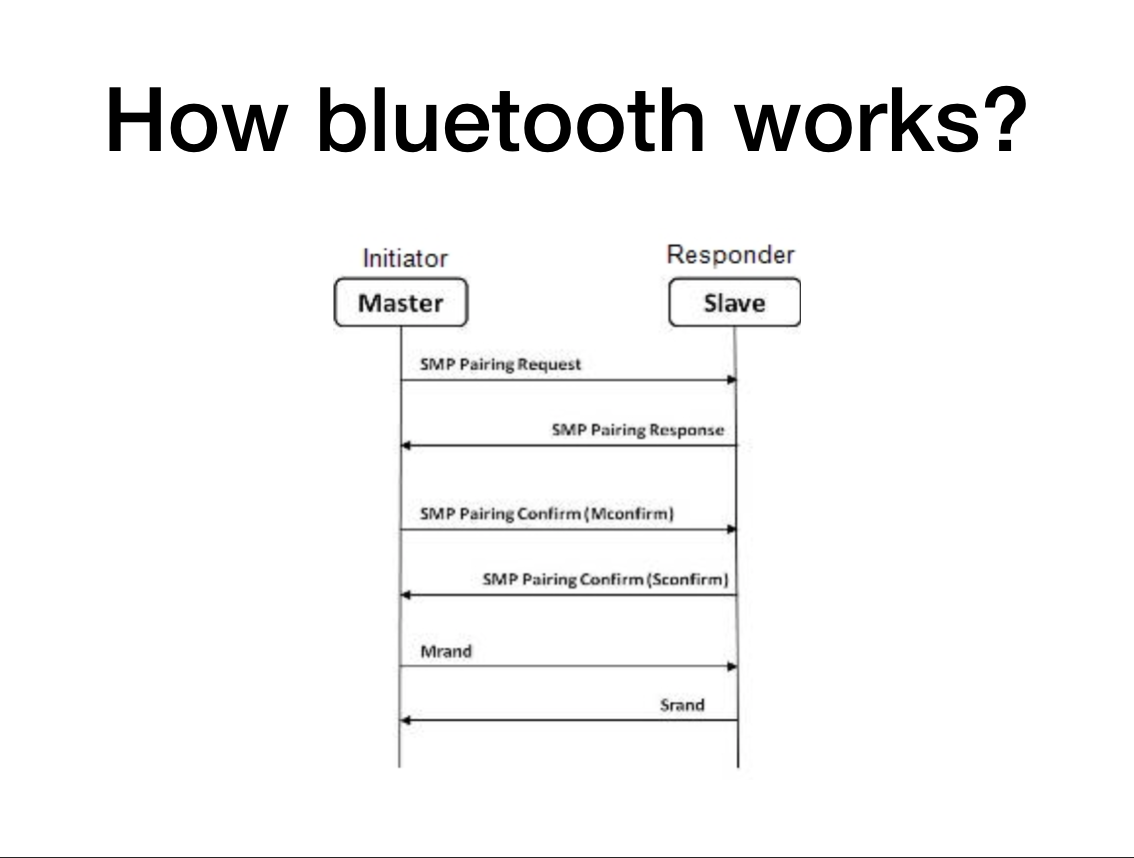 How bluetooth works?
Initiator
Responder
Master
Slave
SMP Pairing Request
SMP Pairing Response
SMP Pairing Confirm (Mconfirm)
SMP Pairing Confirm (Sconfirm)
Mrand
Srand